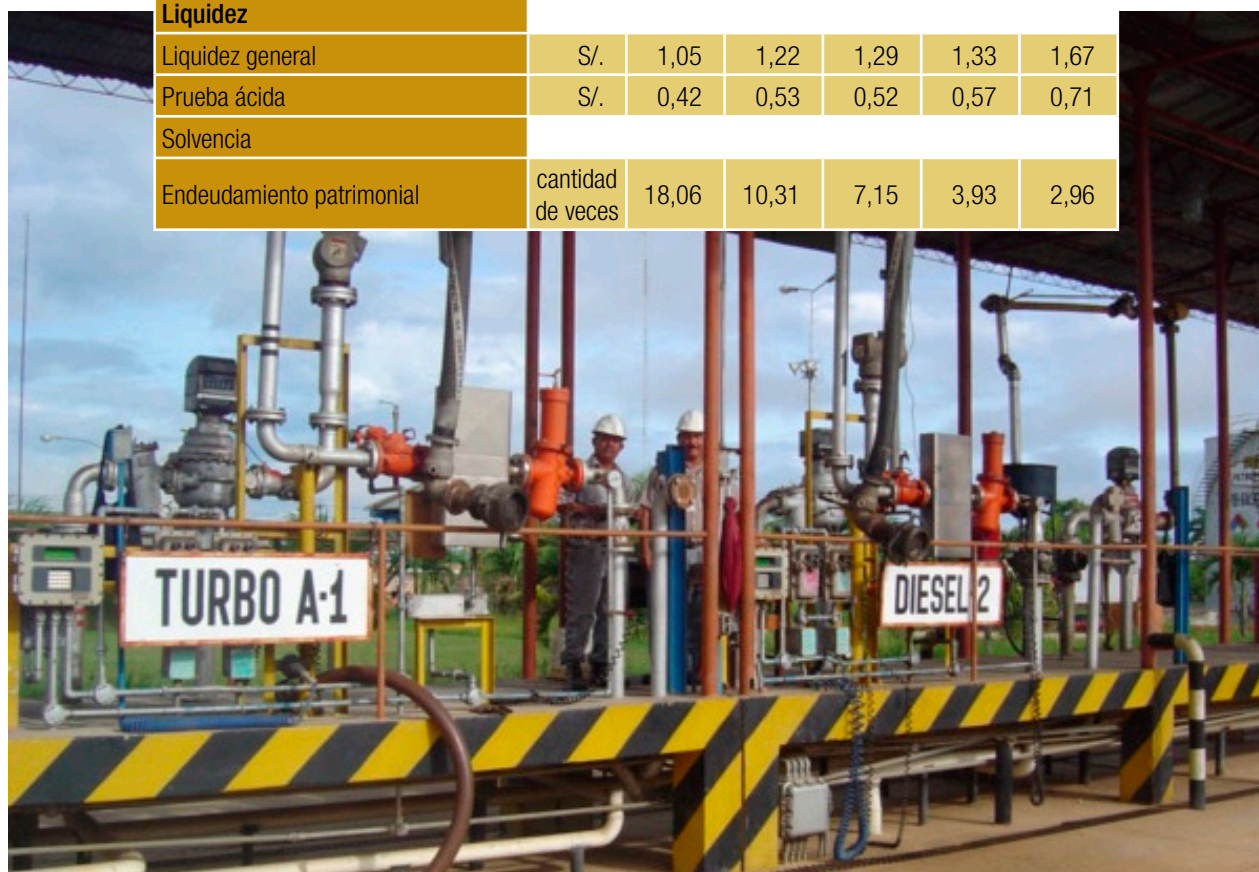 Liquidez
Liquidez general S/. 1,05 1,22 1,29 1,33 1,67
Prueba ácida S/. 0,42 0,53 0,52 0,57 0,71
Solvencia
Endeudamiento patrimonial cantidad de veces 18,06 10,31 7,15 3,93 2,96
TURBO A-1
DIESEL-2